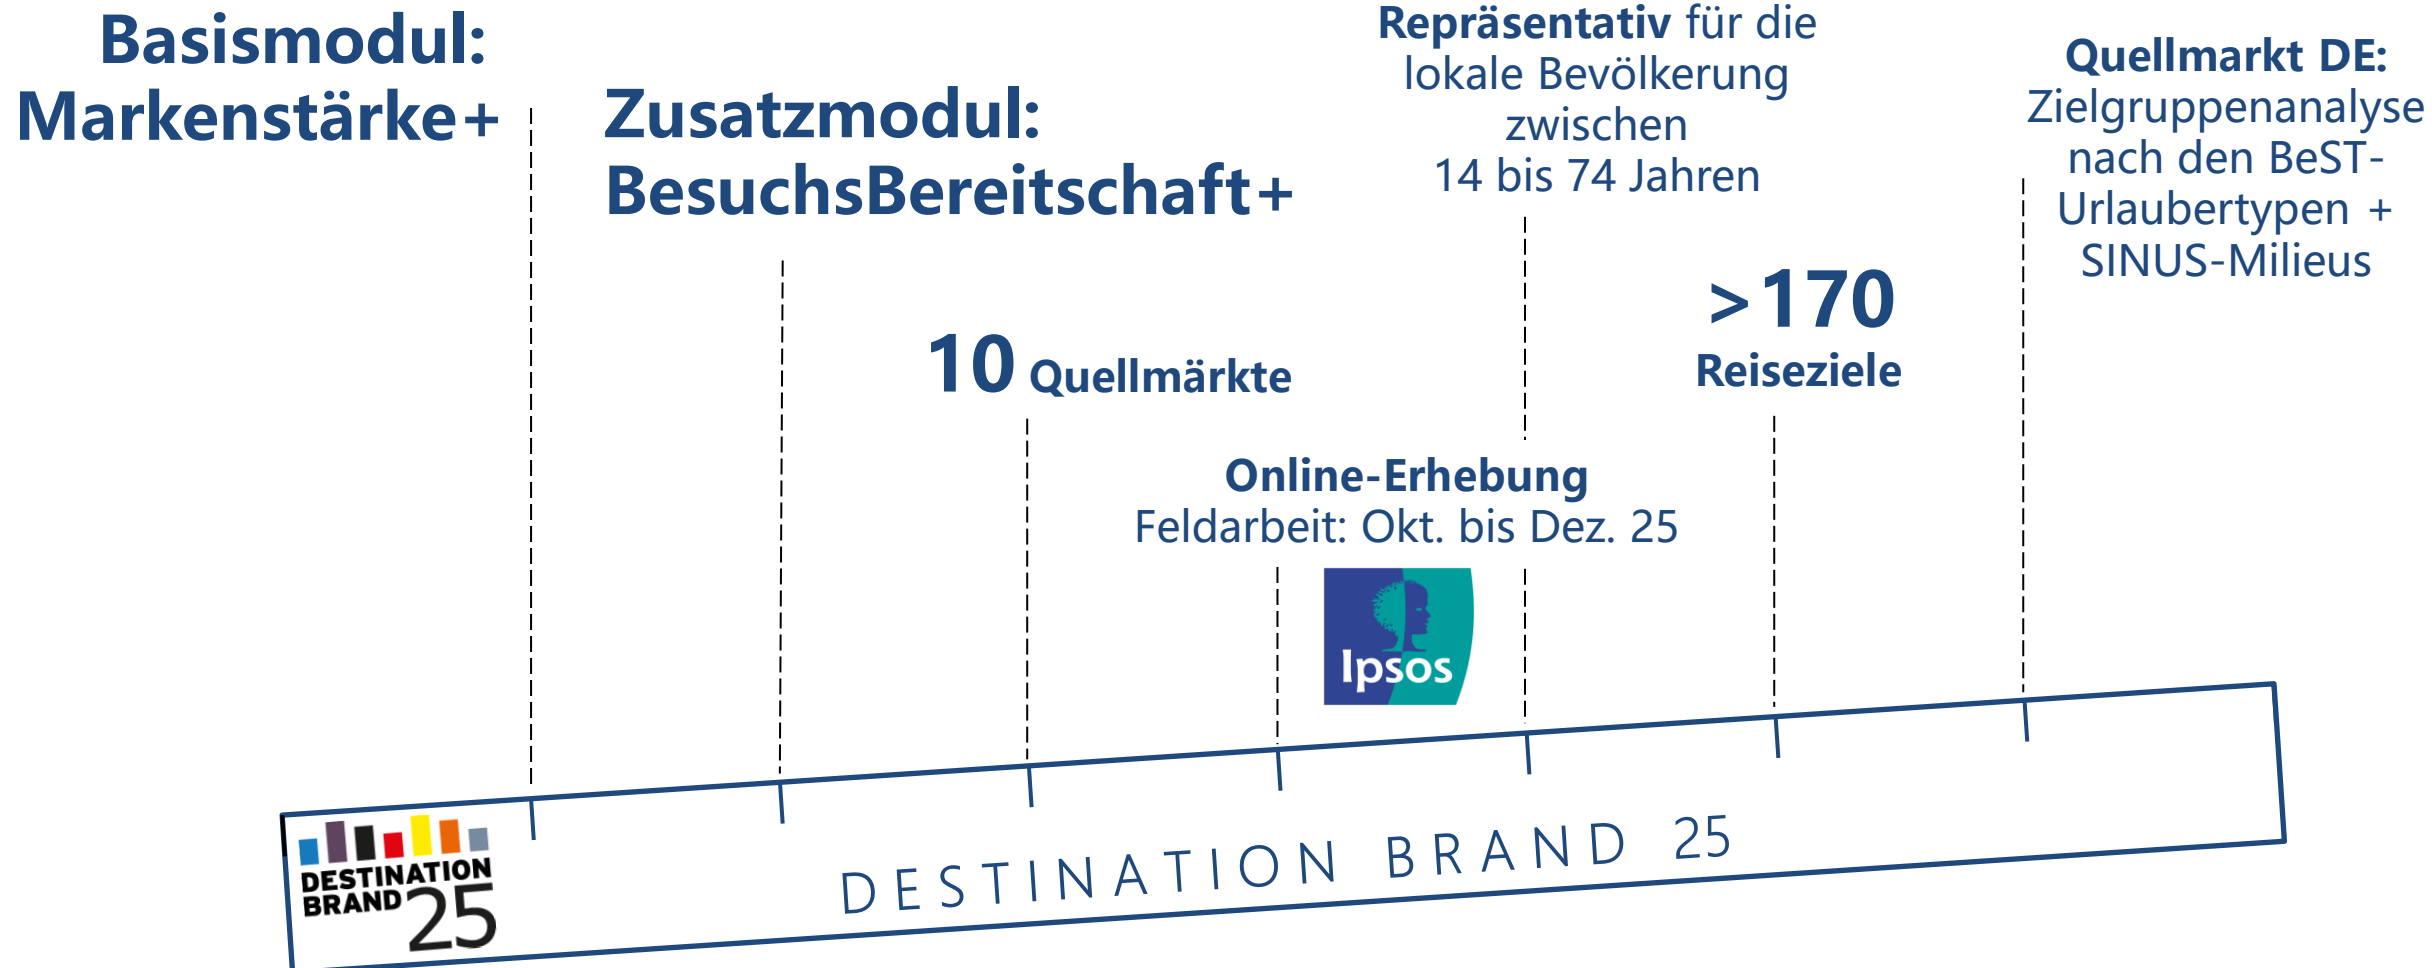 Basismodul:
Markenstärke+
Zusatzmodul:
BesuchsBereitschaft+
10 Quellmärkte
Online-Erhebung
Feldarbeit: Okt. bis Dez. 25
Ipsos
Repräsentativ für die
lokale Bevölkerung
zwischen
14 bis 74 Jahren
>170
Reiseziele
Quellmarkt DE:
Zielgruppenanalyse
nach den BeST-
Urlaubertypen +
SINUS-Milieus
DESTINATION
BRAND 25
DESTINATION BRAND 25